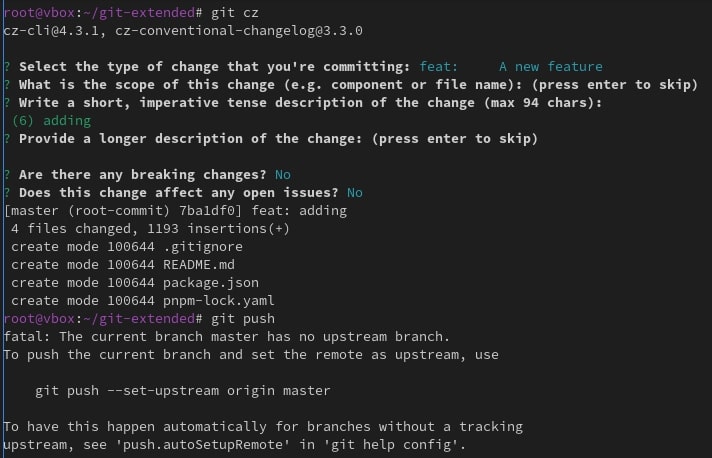 root@vbox:~/git-extended# git cz
cz-cli@4.3.1, cz-conventional-changelog@3.3.0
? Select the type of change that you're committing: feat:     A new feature
? What is the scope of this change (e.g. component or file name): (press enter to skip)
? Write a short, imperative tense description of the change (max 94 chars):
 (6) adding
? Provide a longer description of the change: (press enter to skip)
? Are there any breaking changes? No
? Does this change affect any open issues? No
[master (root-commit) 7ba1df0] feat: adding
 4 files changed, 1193 insertions(+)
 create mode 100644 .gitignore
 create mode 100644 README.md
 create mode 100644 package.json
 create mode 100644 pnpm-lock.yaml
root@vbox:~/git-extended# git push
fatal: The current branch master has no upstream branch.
To push the current branch and set the remote as upstream, use
    git push --set-upstream origin master
To have this happen automatically for branches without a tracking
upstream, see 'push.autoSetupRemote' in 'git help config'.